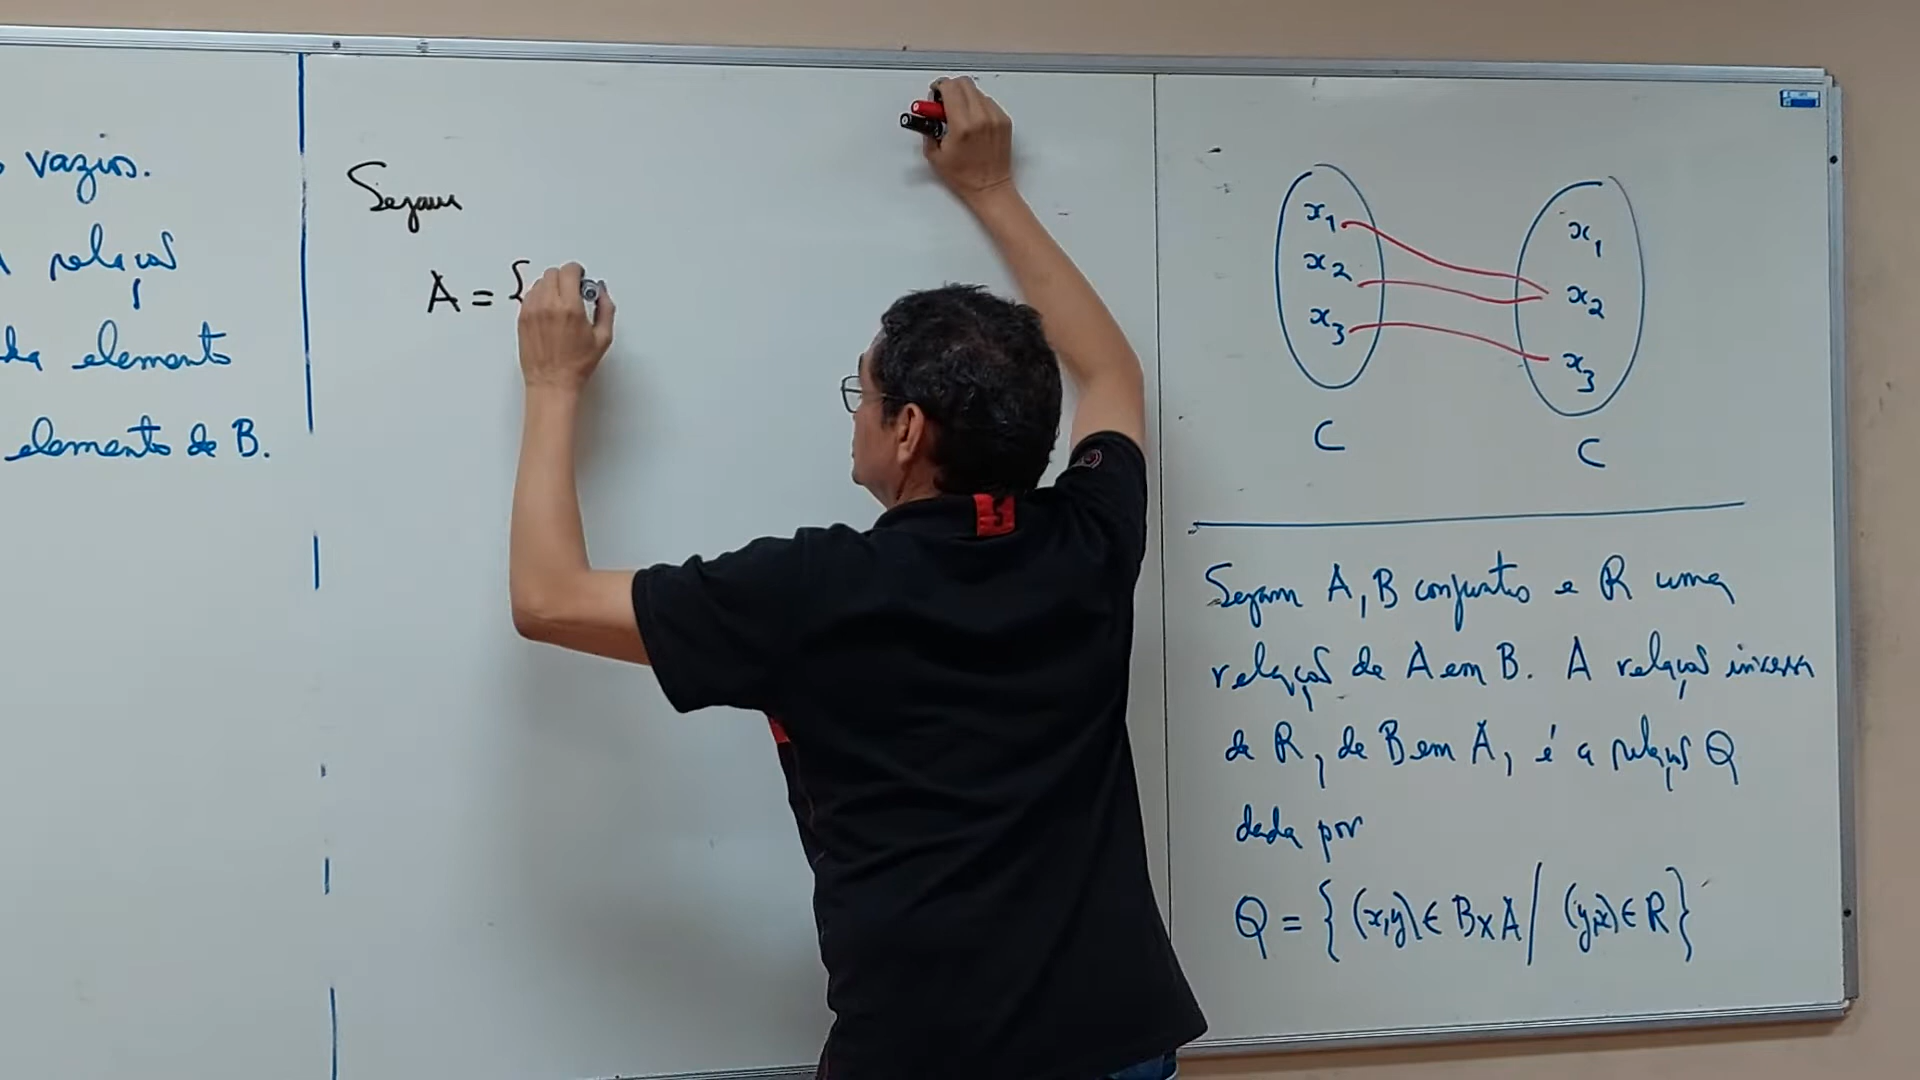 vazios.
relação
elemento
elemento de B.
Sejam
A = {
x₁
x₂
x₃
C
x₁
x₂
x₃
C
Sejam A, B conjuntos e R uma
relação de A em B. A relação inversa
de R, de B em A, é a relação Q
dada por
Q = { (x,y) ∈ B x A / (y,x) ∈ R }